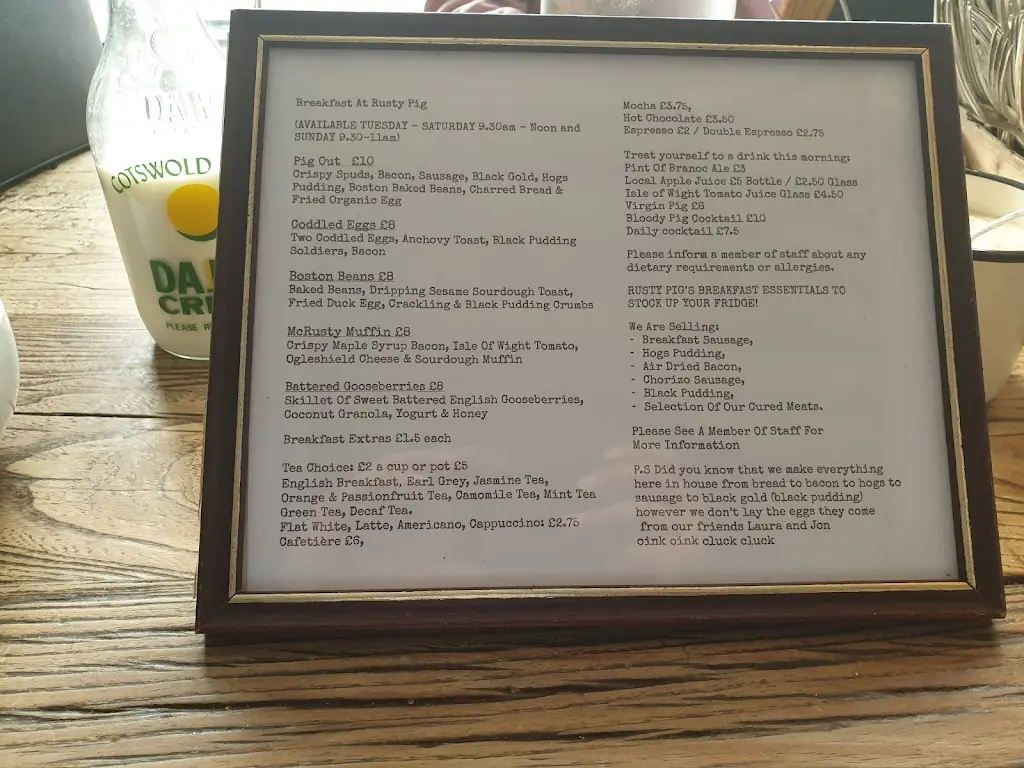 DAIR
COTSWOLD
DA
CRE
PLEASE
Breakfast At Rusty Pig
(AVAILABLE TUESDAY - SATURDAY 9.30am - Noon and
SUNDAY 9.30-11am)
Pig Out £10
Crispy Spuds, Bacon, Sausage, Black Gold, Hogs
Pudding, Boston Baked Beans, Charred Bread &
Fried Organic Egg
Coddled Eggs £8
Two Coddled Eggs, Anchovy Toast, Black Pudding
Soldiers, Bacon
Boston Beans £8
Baked Beans, Dripping Sesame Sourdough Toast,
Fried Duck Egg, Crackling & Black Pudding Crumbs
McRusty Muffin £8
Crispy Maple Syrup Bacon, Isle Of Wight Tomato,
Ogleshield Cheese & Sourdough Muffin
Battered Gooseberries £8
Skillet Of Sweet Battered English Gooseberries,
Coconut Granola, Yogurt & Honey
Breakfast Extras £1.5 each
Tea Choice: £2 a cup or pot £5
English Breakfast, Earl Grey, Jasmine Tea,
Orange & Passionfruit Tea, Camomile Tea, Mint Tea
Green Tea, Decaf Tea.
Flat White, Latte, Americano, Cappuccino: £2.75
Cafetière £6,
Mocha £3.75,
Hot Chocolate £3.50
Espresso £2 / Double Espresso £2.75
Treat yourself to a drink this morning:
Pint Of Branoc Ale £3
Local Apple Juice £5 Bottle / £2.50 Glass
Isle of Wight Tomato Juice Glass £4.50
Virgin Pig £6
Bloody Pig Cocktail £10
Daily cocktail £7.5
Please inform a member of staff about any
dietary requirements or allergies.
RUSTY PIG'S BREAKFAST ESSENTIALS TO
STOCK UP YOUR FRIDGE!
We Are Selling:
- Breakfast Sausage,
- Hogs Pudding,
- Air Dried Bacon,
- Chorizo Sausage,
- Black Pudding,
- Selection Of Our Cured Meats.
Please See A Member Of Staff For
More Information
P.S Did you know that we make everything
here in house from bread to bacon to hogs to
sausage to black gold (black pudding)
however we don't lay the eggs they come
from our friends Laura and Jon
oink oink cluck cluck